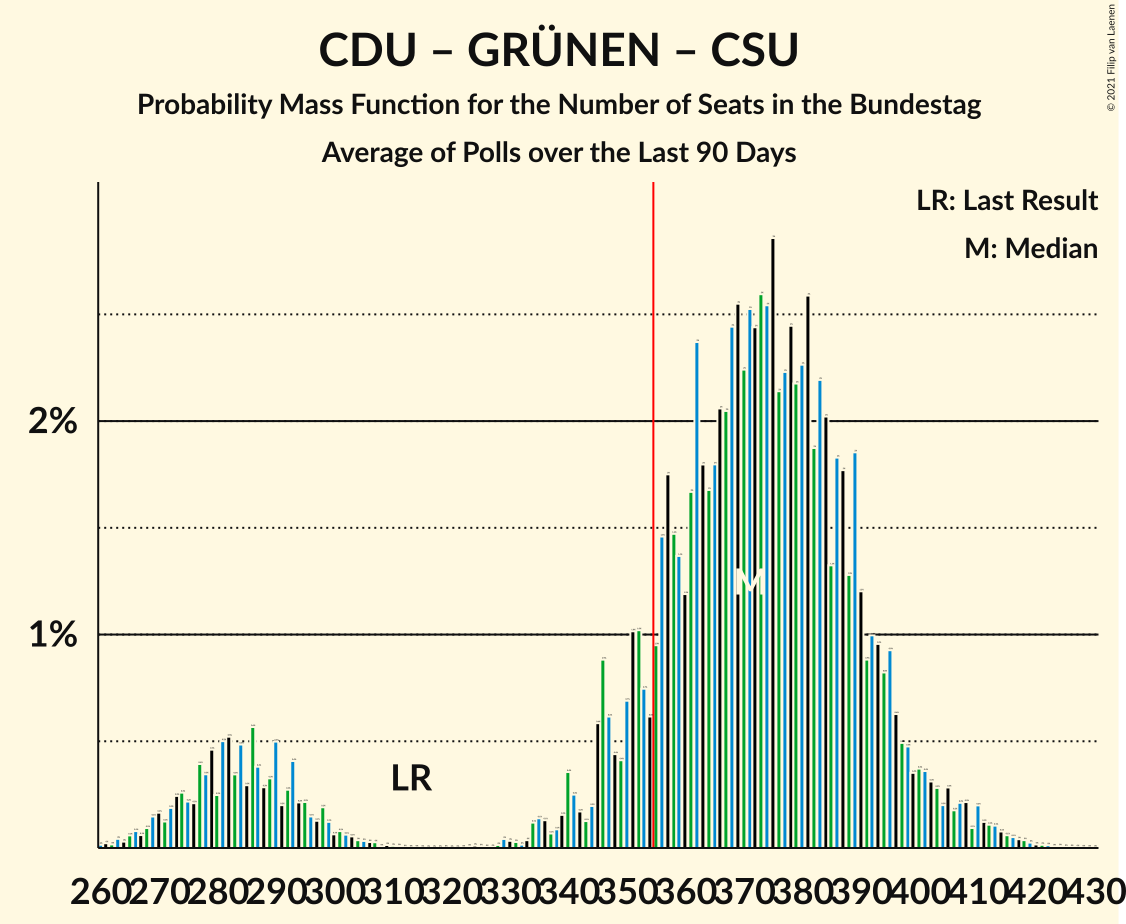 CDU – GRÜNEN – CSU
Probability Mass Function for the Number of Seats in the Bundestag
Average of Polls over the Last 90 Days
© 2021 Filip van Laenen
LR: Last Result
M: Median
2%
1%
M
LR
260 270 280 290 300 310 320 330 340 350 360 370 380 390 400 410 420 430